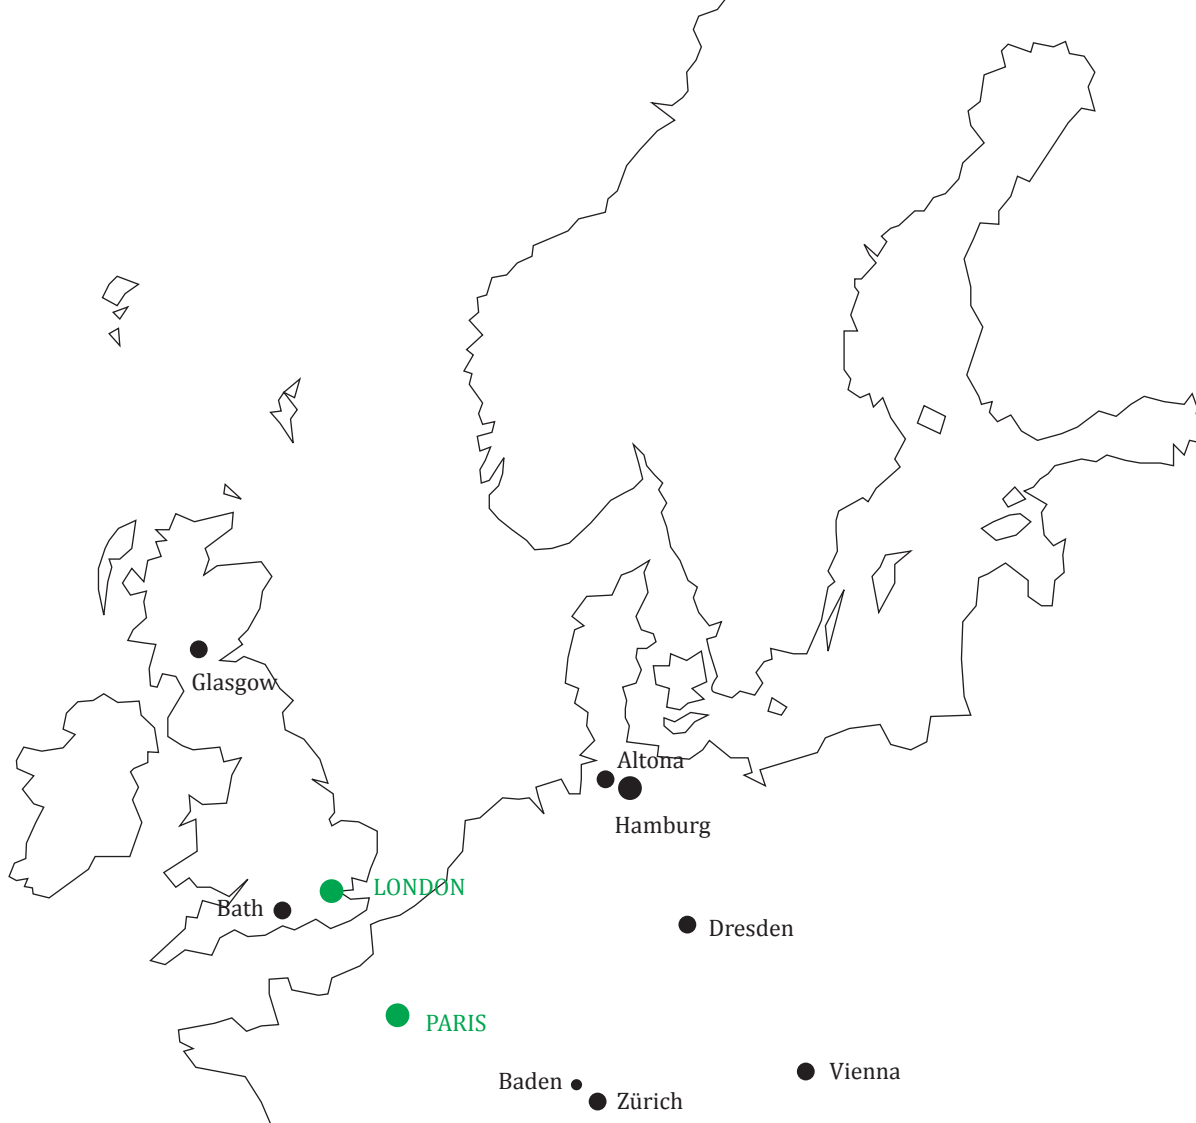 Glasgow
Altona
Hamburg
LONDON
Bath
Dresden
PARIS
Vienna
Baden
Zürich